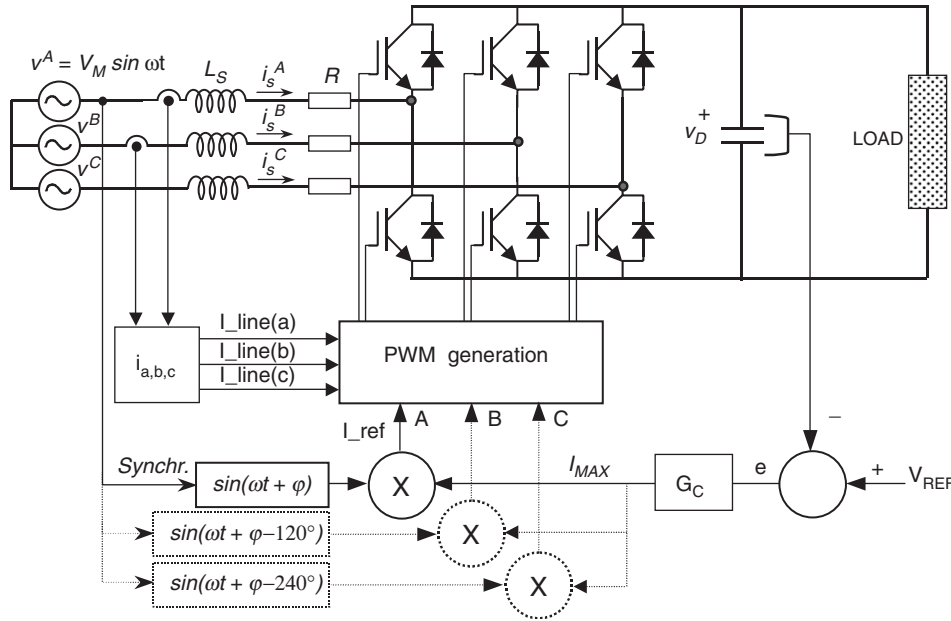 v^A = V_M sin ωt
L_S
i_s^A
R
v^B
i_s^B
v^C
i_s^C
+
v_D
LOAD
i_a,b,c
I_line(a)
I_line(b)
I_line(c)
PWM generation
A
B
C
I_ref
−
Synchr.
sin(ωt + φ)
X
I_MAX
G_C
e
+
V_REF
sin(ωt + φ−120°)
X
sin(ωt + φ−240°)
X